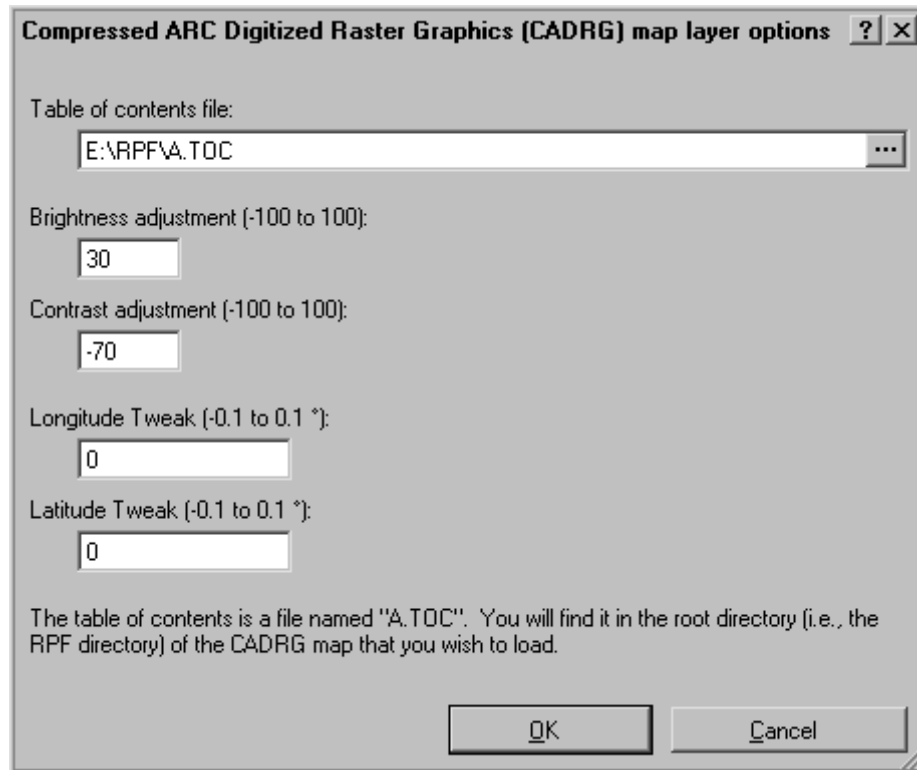 Compressed ARC Digitized Raster Graphics (CADRG) map layer options ? ×
Table of contents file:
E:\RPF\A.TOC ...
Brightness adjustment (-100 to 100):
30
Contrast adjustment (-100 to 100):
-70
Longitude Tweak (-0.1 to 0.1 °):
0
Latitude Tweak (-0.1 to 0.1 °):
0
The table of contents is a file named "A.TOC".  You will find it in the root directory (i.e., the
RPF directory) of the CADRG map that you wish to load.
OK Cancel